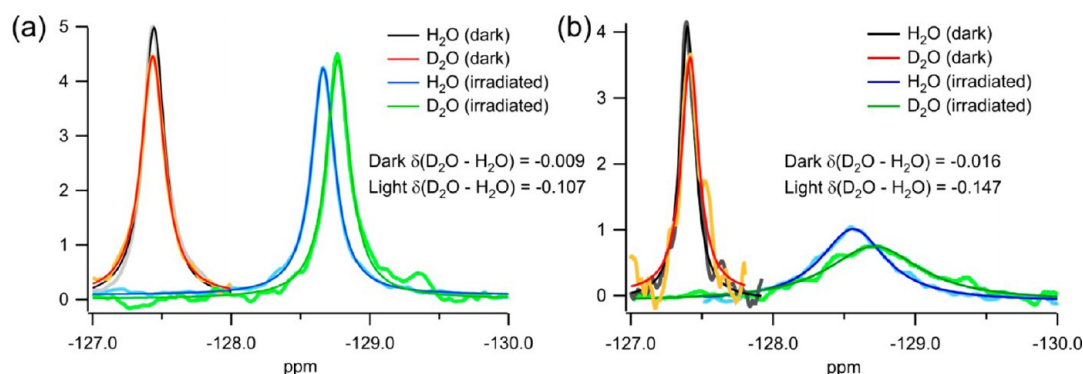 (a)
5
4
3
2
1
0
H₂O (dark)
D₂O (dark)
H₂O (irradiated)
D₂O (irradiated)
Dark δ(D₂O - H₂O) = -0.009
Light δ(D₂O - H₂O) = -0.107
-127.0
-128.0
-129.0
-130.0
ppm
(b)
4
3
2
1
0
H₂O (dark)
D₂O (dark)
H₂O (irradiated)
D₂O (irradiated)
Dark δ(D₂O - H₂O) = -0.016
Light δ(D₂O - H₂O) = -0.147
-127.0
-128.0
-129.0
-130.0
ppm